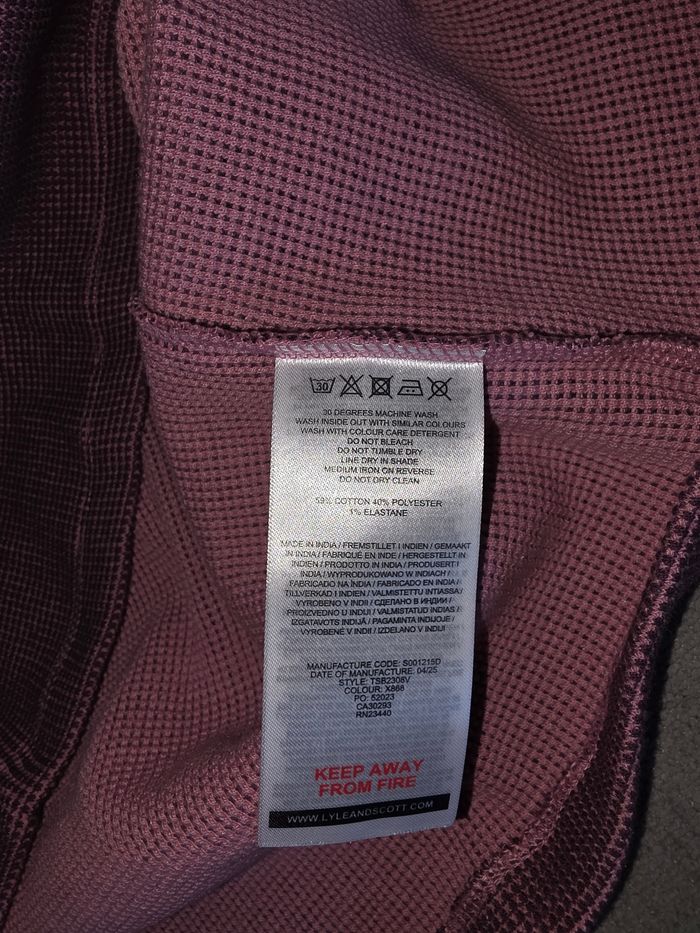 30
30 DEGREES MACHINE WASH
WASH INSIDE OUT WITH SIMILAR COLOURS
WASH WITH COLOUR CARE DETERGENT
DO NOT BLEACH
DO NOT TUMBLE DRY
LINE DRY IN SHADE
MEDIUM IRON ON REVERSE
DO NOT DRY CLEAN
59% COTTON 40% POLYESTER
1% ELASTANE
MADE IN INDIA / FREMSTILLET I INDIEN / GEMAAKT
IN INDIA / FABRIQUÉ EN INDE / HERGESTELLT IN
INDIEN / PRODOTTO IN INDIA / PRODUSERT I
INDIA / WYPRODUKOWANO W INDIACH /
FABRICADO NA ÍNDIA / FABRICADO EN INDIA /
TILLVERKAD I INDIEN / VALMISTETTU INTIASSA /
VYROBENO V INDII / СДЕЛАНО В ИНДИИ /
PROIZVEDENO U INDIJI / VALMISTATUD INDIAS /
IZGATAVOTS INDIJĀ / PAGAMINTA INDIJOJE /
VYROBENÉ V INDII / IZDELANO V INDIJI
MANUFACTURE CODE: S001215D
DATE OF MANUFACTURE: 04/25
STYLE: TSB2308V
COLOUR: X868
PO: 52023
CA30293
RN23440
KEEP AWAY
FROM FIRE
WWW.LYLEANDSCOTT.COM